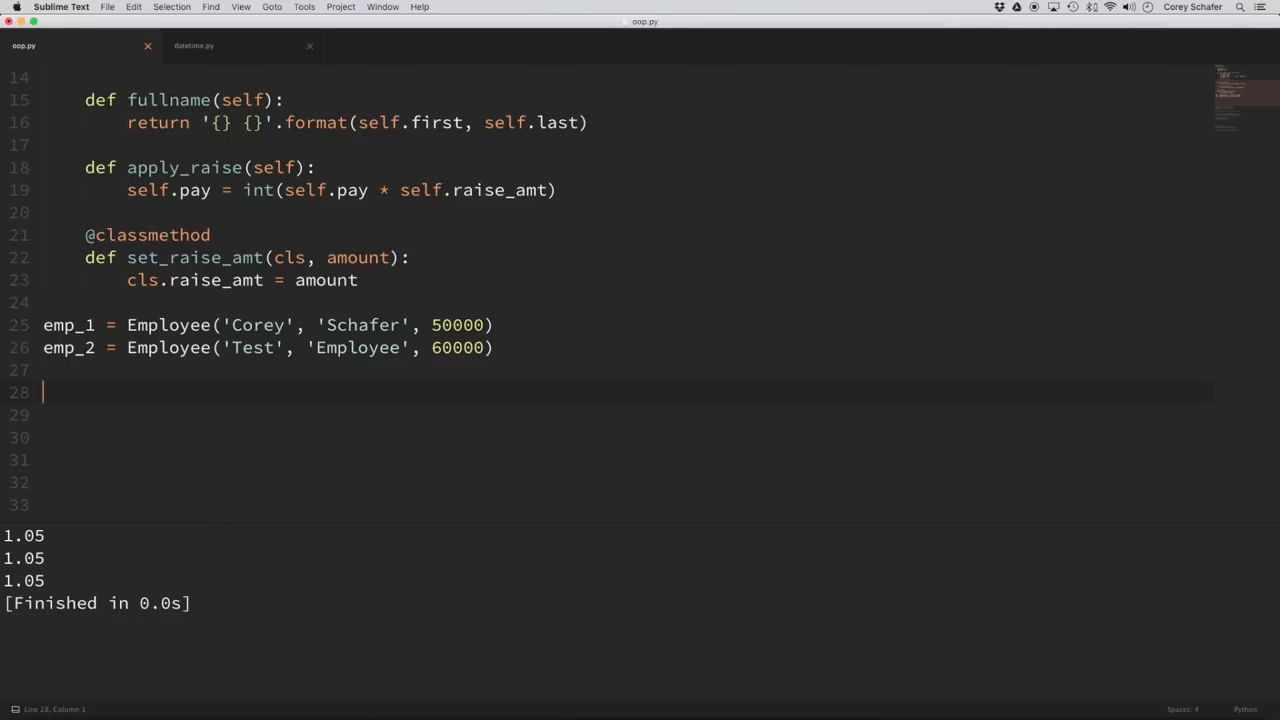 Sublime Text File Edit Selection Find View Goto Tools Project Window Help Corey Schafer
oop.py
oop.py datetime.py
14
15 def fullname(self):
16 return '{} {}'.format(self.first, self.last)
17
18 def apply_raise(self):
19 self.pay = int(self.pay * self.raise_amt)
20
21 @classmethod
22 def set_raise_amt(cls, amount):
23 cls.raise_amt = amount
24
25 emp_1 = Employee('Corey', 'Schafer', 50000)
26 emp_2 = Employee('Test', 'Employee', 60000)
27
28
29
30
31
32
33
1.05
1.05
1.05
[Finished in 0.0s]
Line 28, Column 1 Spaces: 4 Python